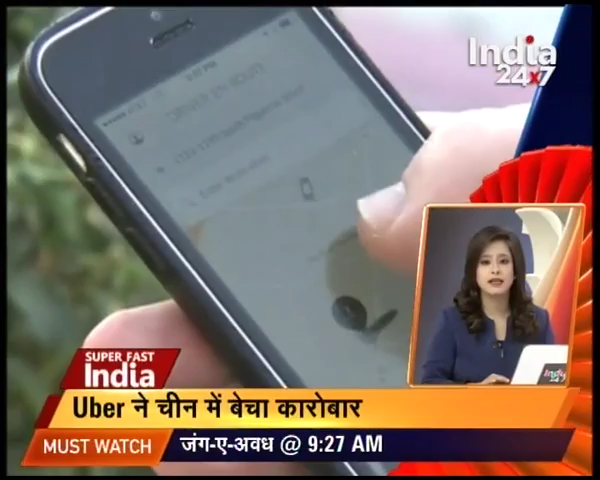 India
24x7
SUPER FAST
India
Uber ने चीन में बेचा कारोबार
MUST WATCH
जंग-ए-अवध @ 9:27 AM